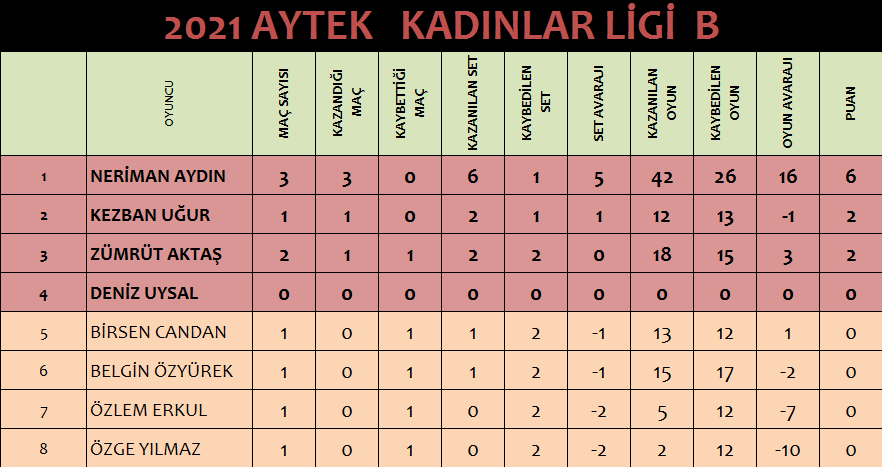 2021 AYTEK KADINLAR LİGİ B
OYUNCU MAÇ SAYISI KAZANDIĞI MAÇ KAYBETTİĞİ MAÇ KAZANILAN SET KAYBEDİLEN SET SET AVARAJI KAZANILAN OYUN KAYBEDİLEN OYUN OYUN AVARAJI PUAN
1 NERİMAN AYDIN 3 3 0 6 1 5 42 26 16 6
2 KEZBAN UĞUR 1 1 0 2 1 1 12 13 -1 2
3 ZÜMRÜT AKTAŞ 2 1 1 2 2 0 18 15 3 2
4 DENİZ UYSAL 0 0 0 0 0 0 0 0 0 0
5 BİRSEN CANDAN 1 0 1 1 2 -1 13 12 1 0
6 BELGİN ÖZYÜREK 1 0 1 1 2 -1 15 17 -2 0
7 ÖZLEM ERKUL 1 0 1 0 2 -2 5 12 -7 0
8 ÖZGE YILMAZ 1 0 1 0 2 -2 2 12 -10 0